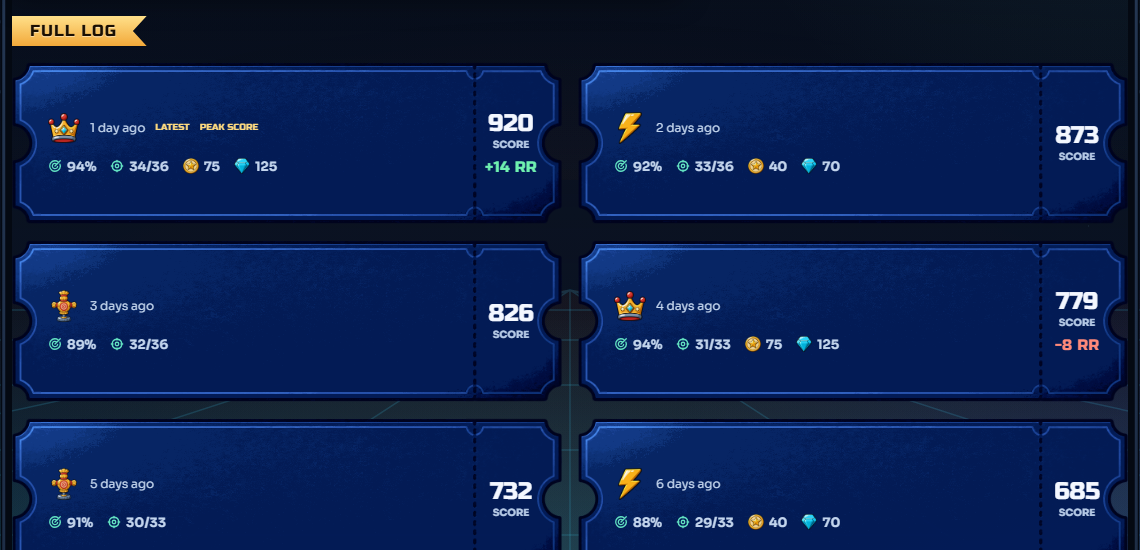 FULL LOG
1 day ago LATEST PEAK SCORE
94% 34/36 75 125
920
SCORE
+14 RR
2 days ago
92% 33/36 40 70
873
SCORE
3 days ago
89% 32/36
826
SCORE
4 days ago
94% 31/33 75 125
779
SCORE
-8 RR
5 days ago
91% 30/33
732
SCORE
6 days ago
88% 29/33 40 70
685
SCORE